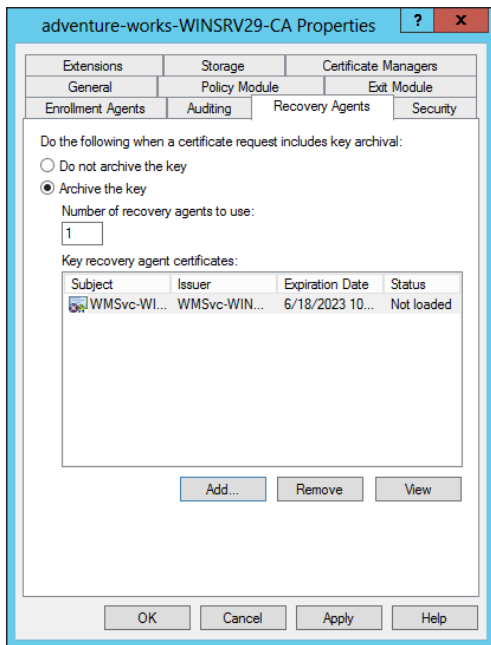 adventure-works-WINSRV29-CA Properties ? x
Extensions Storage Certificate Managers
General Policy Module Exit Module
Enrollment Agents Auditing Recovery Agents Security
Do the following when a certificate request includes key archival:
Do not archive the key
Archive the key
Number of recovery agents to use:
1
Key recovery agent certificates:
Subject Issuer Expiration Date Status
WMSvc-WI... WMSvc-WIN... 6/18/2023 10... Not loaded
Add... Remove View
OK Cancel Apply Help